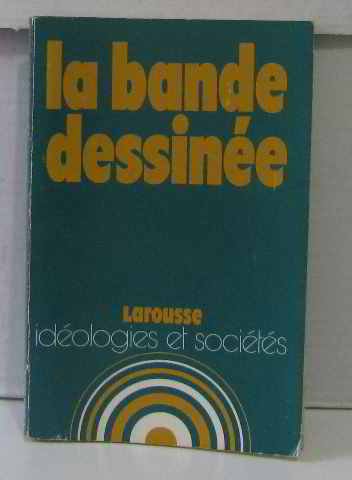 la bande
dessinée
Larousse
idéologies et sociétés